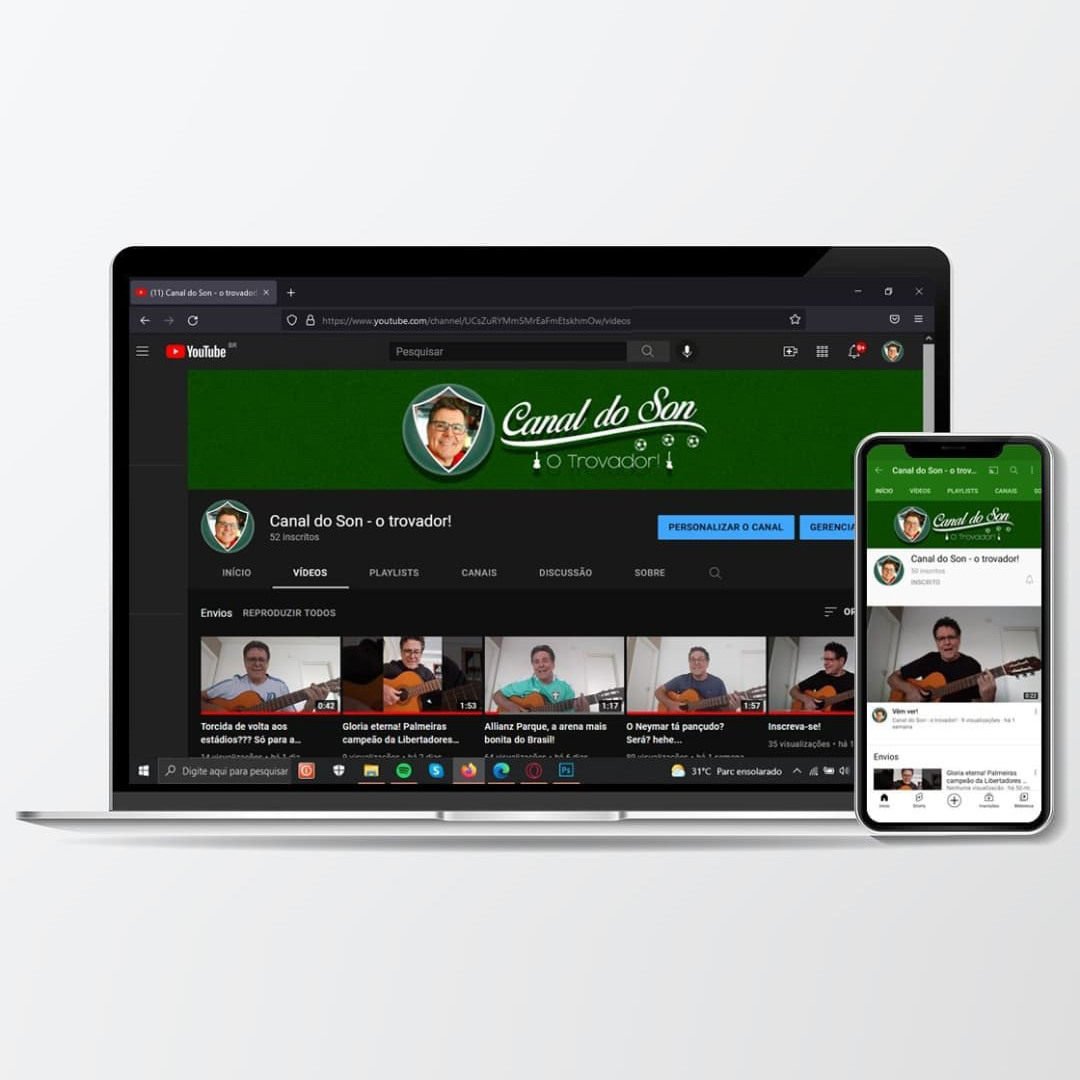 (11) Canal do Son - o trovador!
https://www.youtube.com/channel/UCsZuRYMm5MrEaFmEtskhmOw/videos
YouTube BR
Pesquisar
9+
Canal do Son
O Trovador!
Canal do Son - o trovador!
52 inscritos
PERSONALIZAR O CANAL
GERENCIA
INÍCIO VÍDEOS PLAYLISTS CANAIS DISCUSSÃO SOBRE
Envios REPRODUZIR TODOS
OR
0:42 1:53 1:17 1:57
Torcida de volta aos
estádios??? Só para a...
Gloria eterna! Palmeiras
campeão da Libertadores...
Allianz Parque, a arena mais
bonita do Brasil!
O Neymar tá pançudo?
Será? hehe...
Inscreva-se!
35 visualizações • há 1
Digite aqui para pesquisar
Ps
31°C Parc ensolarado
Canal do Son - o trov...
INÍCIO VÍDEOS PLAYLISTS CANAIS
Canal do Son
O Trovador!
Canal do Son - o trovador!
50 inscritos
INSCRITO
0:22
Vêm ver!
Canal do Son - o trovador! · 9 visualizações · há 1
semana
Envios
Gloria eterna! Palmeiras
campeão da Libertadores ...
Nenhuma visualização · há 50 m
Início Shorts Inscrições Biblioteca